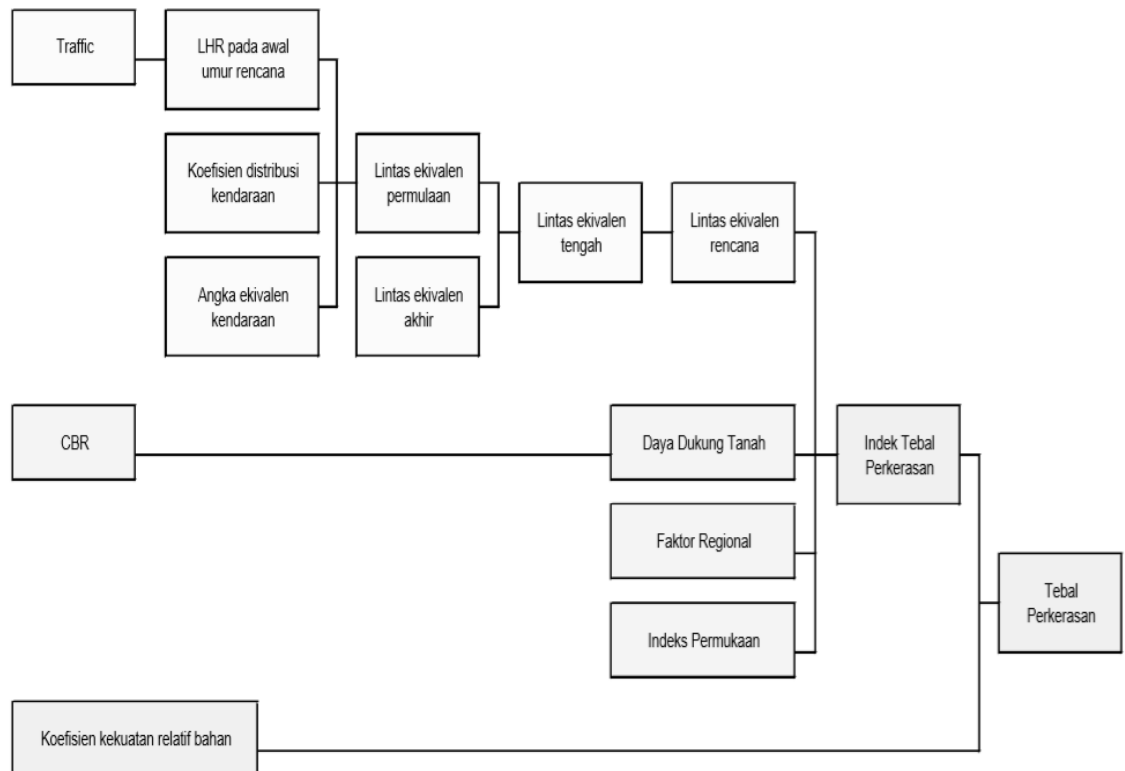 Traffic
LHR pada awal
umur rencana
Koefisien distribusi
kendaraan
Lintas ekivalen
permulaan
Lintas ekivalen
tengah
Lintas ekivalen
rencana
Angka ekivalen
kendaraan
Lintas ekivalen
akhir
CBR
Daya Dukung Tanah
Indek Tebal
Perkerasan
Faktor Regional
Tebal
Perkerasan
Indeks Permukaan
Koefisien kekuatan relatif bahan